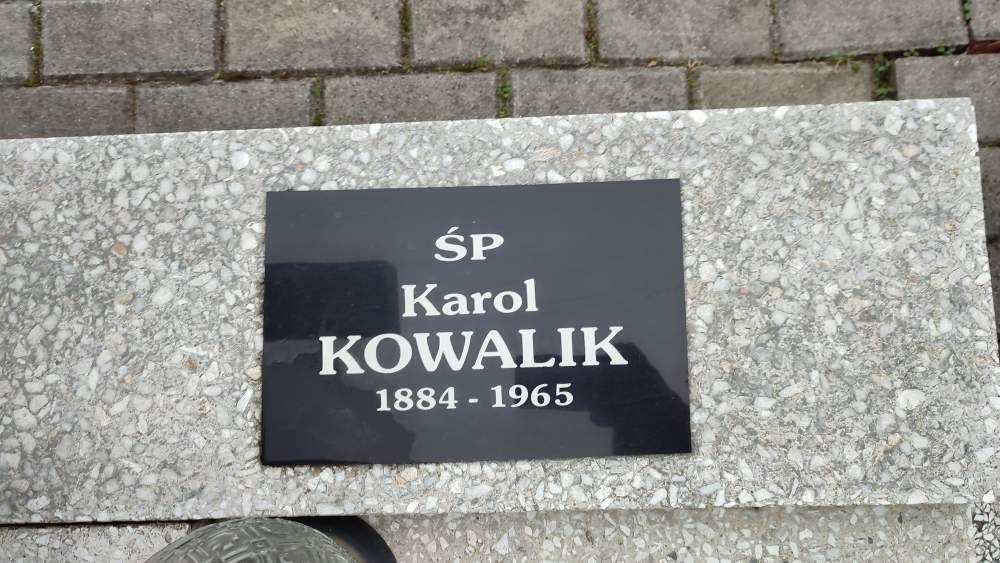 ŚP
Karol
KOWALIK
1884 - 1965